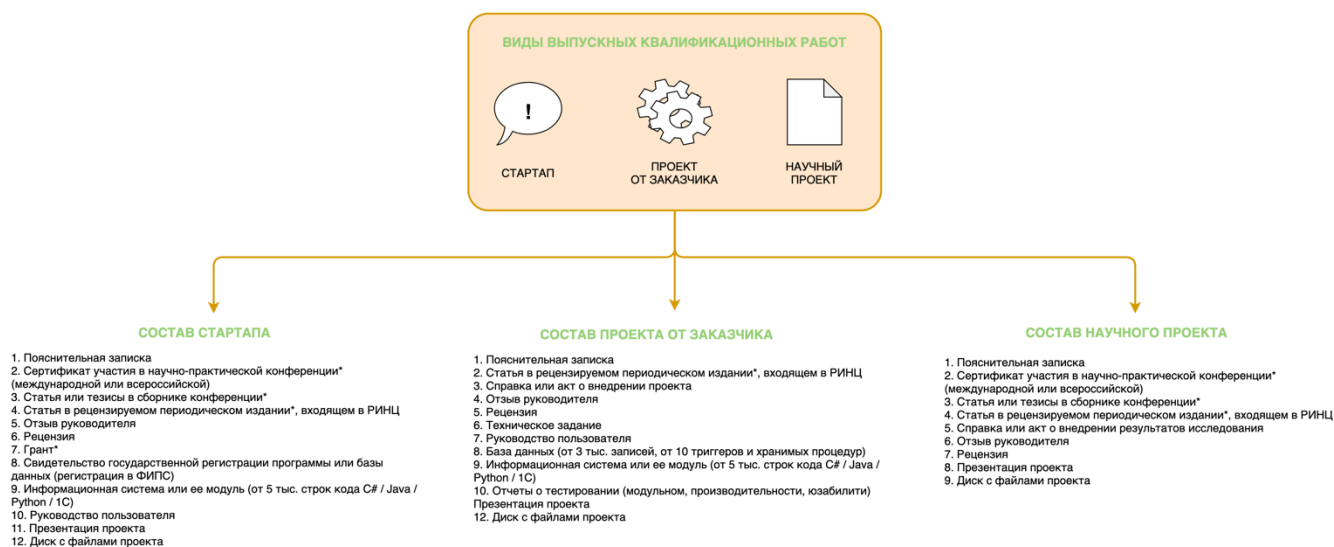 ВИДЫ ВЫПУСКНЫХ КВАЛИФИКАЦИОННЫХ РАБОТ
!
СТАРТАП
ПРОЕКТ
ОТ ЗАКАЗЧИКА
НАУЧНЫЙ
ПРОЕКТ
СОСТАВ СТАРТАПА
1. Пояснительная записка
2. Сертификат участия в научно-практической конференции*
(международной или всероссийской)
3. Статья или тезисы в сборнике конференции*
4. Статья в рецензируемом периодическом издании*, входящем в РИНЦ
5. Отзыв руководителя
6. Рецензия
7. Грант*
8. Свидетельство государственной регистрации программы или базы
данных (регистрация в ФИПС)
9. Информационная система или ее модуль (от 5 тыс. строк кода C# / Java /
Python / 1C)
10. Руководство пользователя
11. Презентация проекта
12. Диск с файлами проекта
СОСТАВ ПРОЕКТА ОТ ЗАКАЗЧИКА
1. Пояснительная записка
2. Статья в рецензируемом периодическом издании*, входящем в РИНЦ
3. Справка или акт о внедрении проекта
4. Отзыв руководителя
5. Рецензия
6. Техническое задание
7. Руководство пользователя
8. База данных (от 3 тыс. записей, от 10 триггеров и хранимых процедур)
9. Информационная система или ее модуль (от 5 тыс. строк кода C# / Java /
Python / 1C)
10. Отчеты о тестировании (модульном, производительности, юзабилити)
Презентация проекта
12. Диск с файлами проекта
СОСТАВ НАУЧНОГО ПРОЕКТА
1. Пояснительная записка
2. Сертификат участия в научно-практической конференции*
(международной или всероссийской)
3. Статья или тезисы в сборнике конференции*
4. Статья в рецензируемом периодическом издании*, входящем в РИНЦ
5. Справка или акт о внедрении результатов исследования
6. Отзыв руководителя
7. Рецензия
8. Презентация проекта
9. Диск с файлами проекта